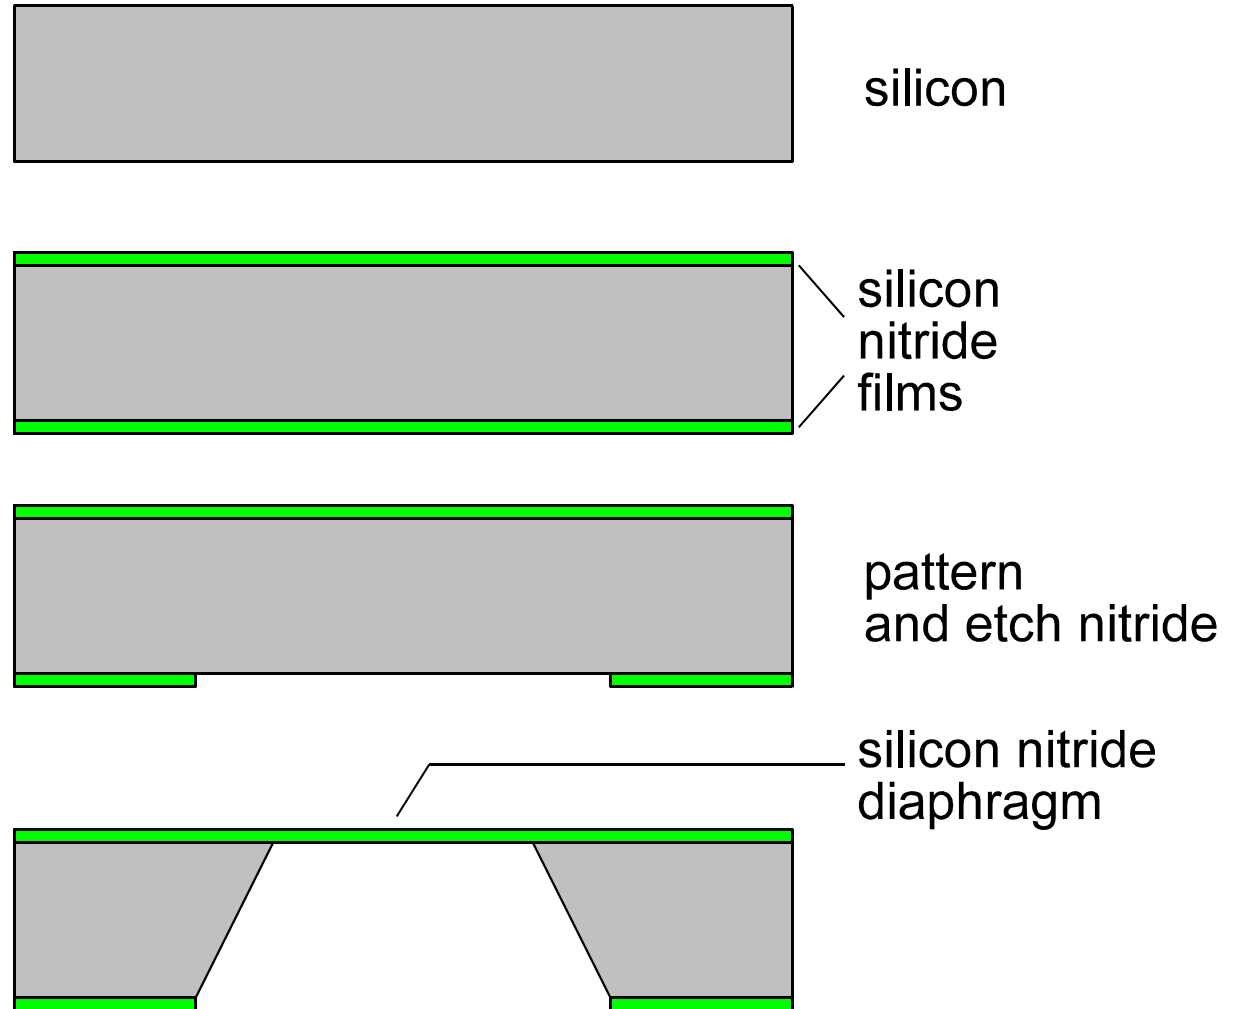 silicon
silicon
nitride
films
pattern
and etch nitride
silicon nitride
diaphragm